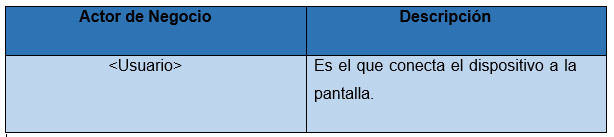 Actor de Negocio Descripción
<Usuario> Es el que conecta el dispositivo a la
pantalla.